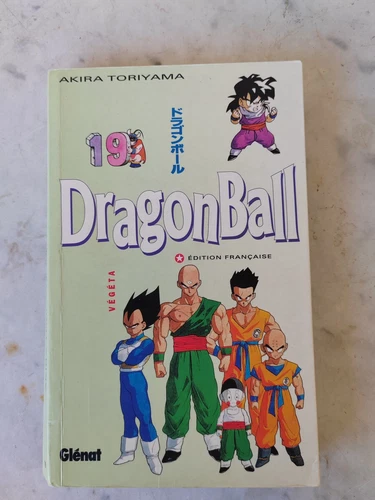 AKIRA TORIYAMA
19
ドラゴンボール
DragonBall
ÉDITION FRANÇAISE
VÉGÉTA
Glénat